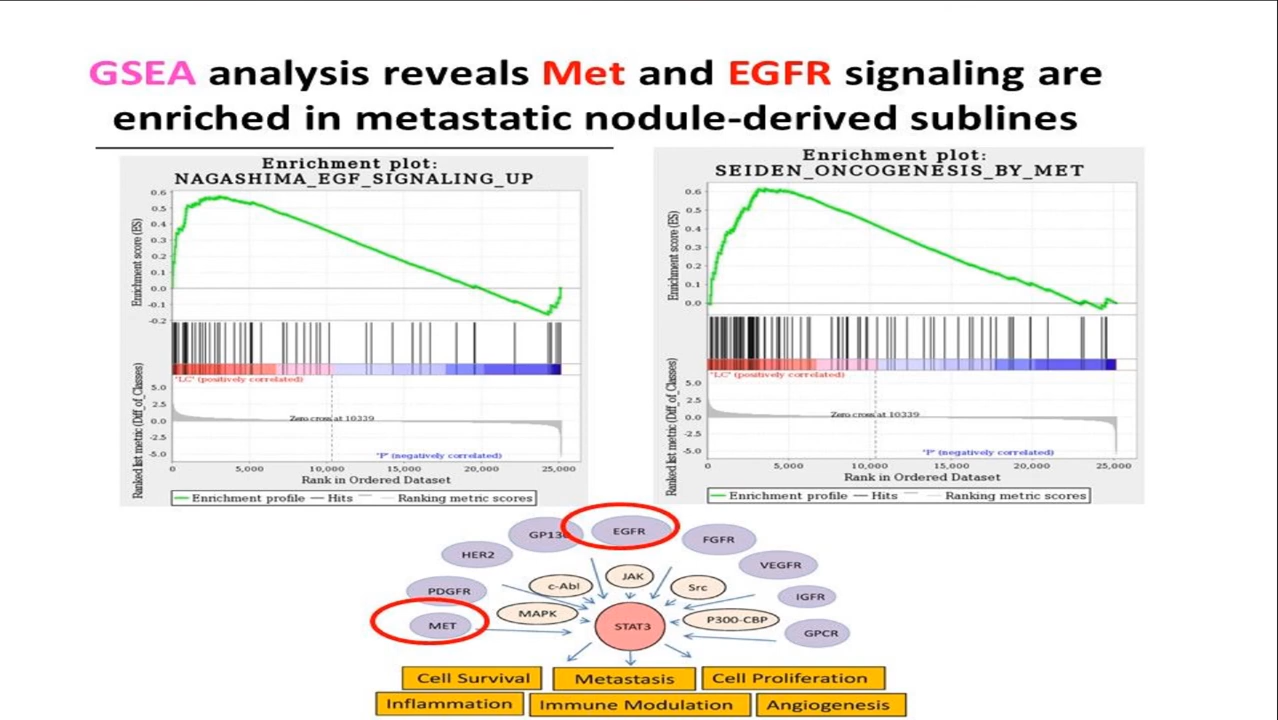 GSEA analysis reveals Met and EGFR signaling are
enriched in metastatic nodule-derived sublines
Enrichment plot:
NAGASHIMA_EGF_SIGNALING_UP
0.6
0.5
0.4
0.3
0.2
0.1
0.0
-0.1
-0.2
Enrichment score (ES)
"LC" (positively correlated)
5.0
2.5
0.0
-2.5
-5.0
Ranked list metric (Diff_of_Classes)
Zero cross at 10339
"P" (negatively correlated)
0 5,000 10,000 15,000 20,000 25,000
Rank in Ordered Dataset
Enrichment profile Hits Ranking metric scores
Enrichment plot:
SEIDEN_ONCOGENESIS_BY_MET
0.6
0.5
0.4
0.3
0.2
0.1
0.0
Enrichment score (ES)
"LC" (positively correlated)
5.0
2.5
0.0
-2.5
-5.0
Ranked list metric (Diff_of_Classes)
Zero cross at 10339
"P" (negatively correlated)
0 5,000 10,000 15,000 20,000 25,000
Rank in Ordered Dataset
Enrichment profile Hits Ranking metric scores
GP130 EGFR FGFR
HER2 VEGFR
c-Abl JAK Src
PDGFR IGFR
MAPK P300-CBP
MET STAT3 GPCR
Cell Survival Metastasis Cell Proliferation
Inflammation Immune Modulation Angiogenesis